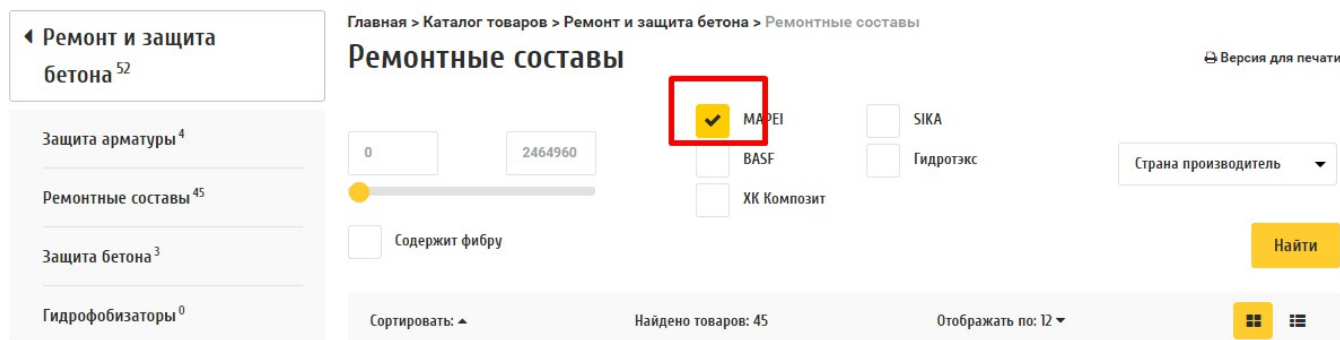 Ремонт и защита
бетона 52
Защита арматуры 4
Ремонтные составы 45
Защита бетона 3
Гидрофобизаторы 0
Главная > Каталог товаров > Ремонт и защита бетона > Ремонтные составы
Ремонтные составы
Версия для печати
0
2464960
MAPEI
SIKA
BASF
Гидротэкс
ХК Композит
Страна производитель
Содержит фибру
Найти
Сортировать:
Найдено товаров: 45
Отображать по: 12